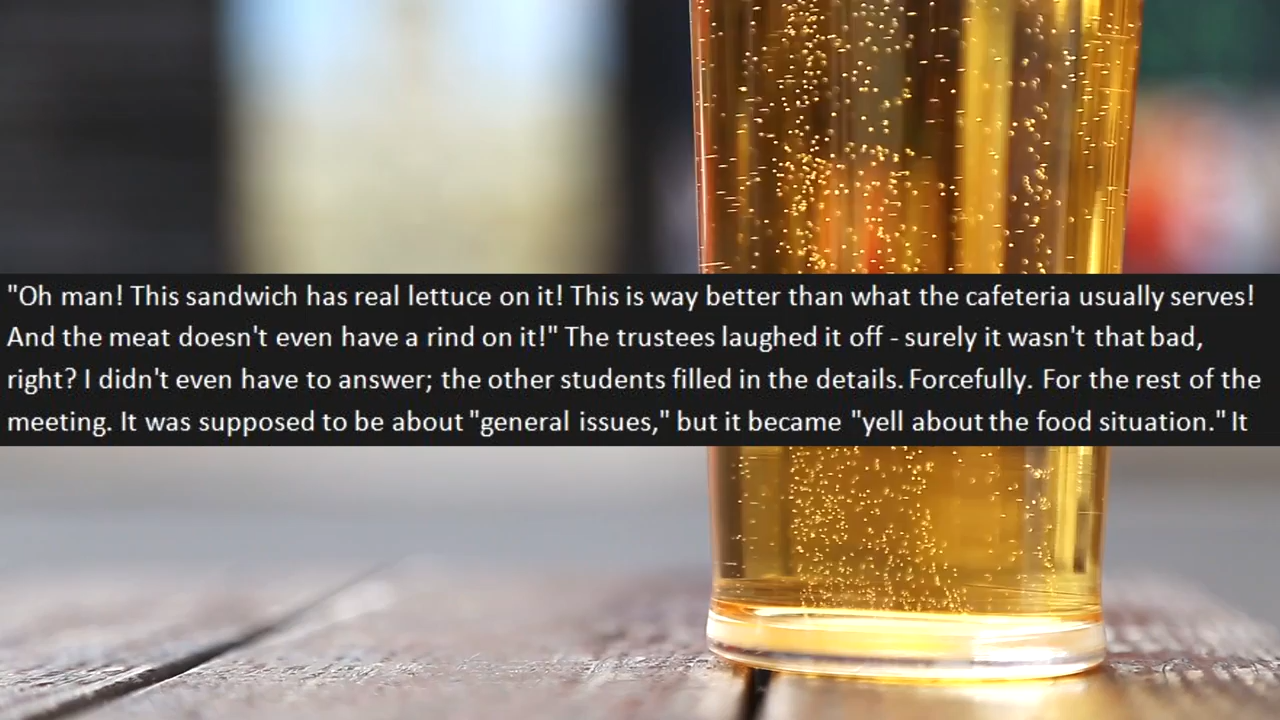 "Oh man! This sandwich has real lettuce on it! This is way better than what the cafeteria usually serves!
And the meat doesn't even have a rind on it!" The trustees laughed it off - surely it wasn't that bad,
right? I didn't even have to answer; the other students filled in the details. Forcefully. For the rest of the
meeting. It was supposed to be about "general issues," but it became "yell about the food situation." It